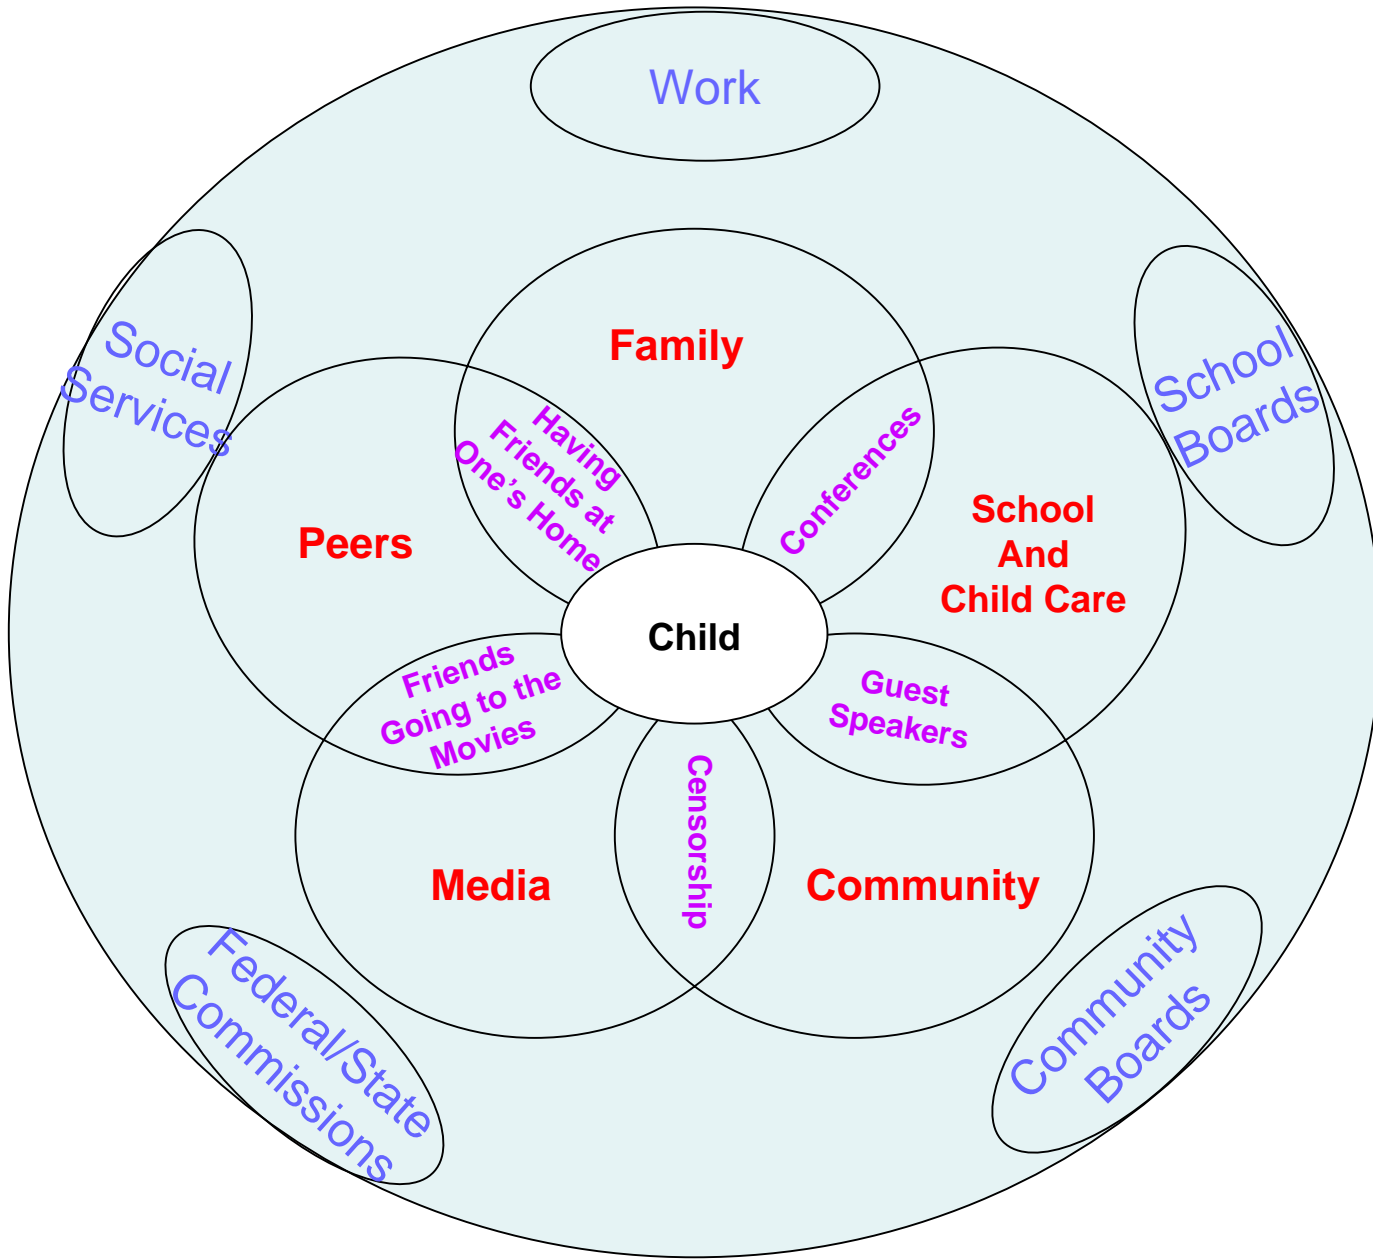 Work
Social
Services
School
Boards
Family
Having
Friends at
One’s Home
Conferences
Peers
School
And
Child Care
Child
Friends
Going to the
Movies
Guest
Speakers
Censorship
Media
Community
Federal/State
Commissions
Community
Boards